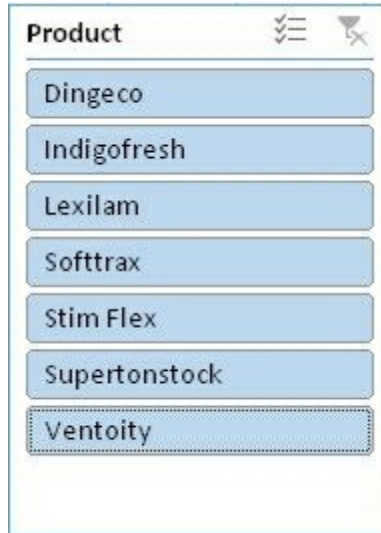 Product
Dingeco
Indigofresh
Lexilam
Softtrax
Stim Flex
Supertonstock
Ventoity